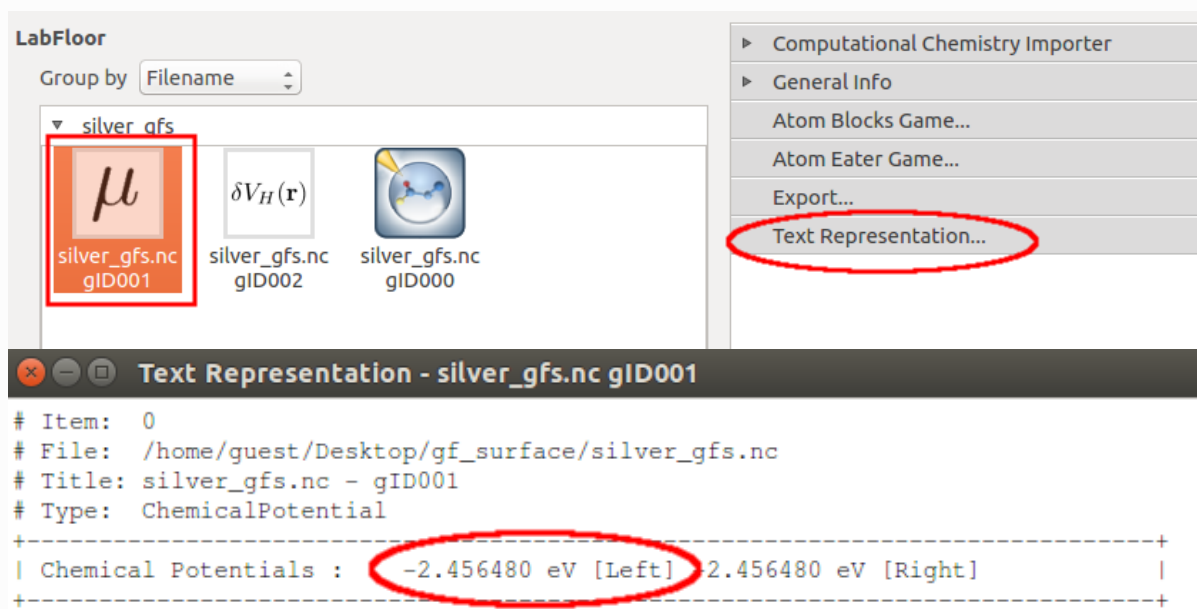 LabFloor
Group by Filename
silver_gfs
μ
δV_H(r)
silver_gfs.nc silver_gfs.nc silver_gfs.nc
gID001 gID002 gID000
Computational Chemistry Importer
General Info
Atom Blocks Game...
Atom Eater Game...
Export...
Text Representation...
Text Representation - silver_gfs.nc gID001
# Item: 0
# File: /home/guest/Desktop/gf_surface/silver_gfs.nc
# Title: silver_gfs.nc - gID001
# Type: ChemicalPotential
+------------------------------------------------------------------------------+
| Chemical Potentials : -2.456480 eV [Left] -2.456480 eV [Right] |
+------------------------------------------------------------------------------+